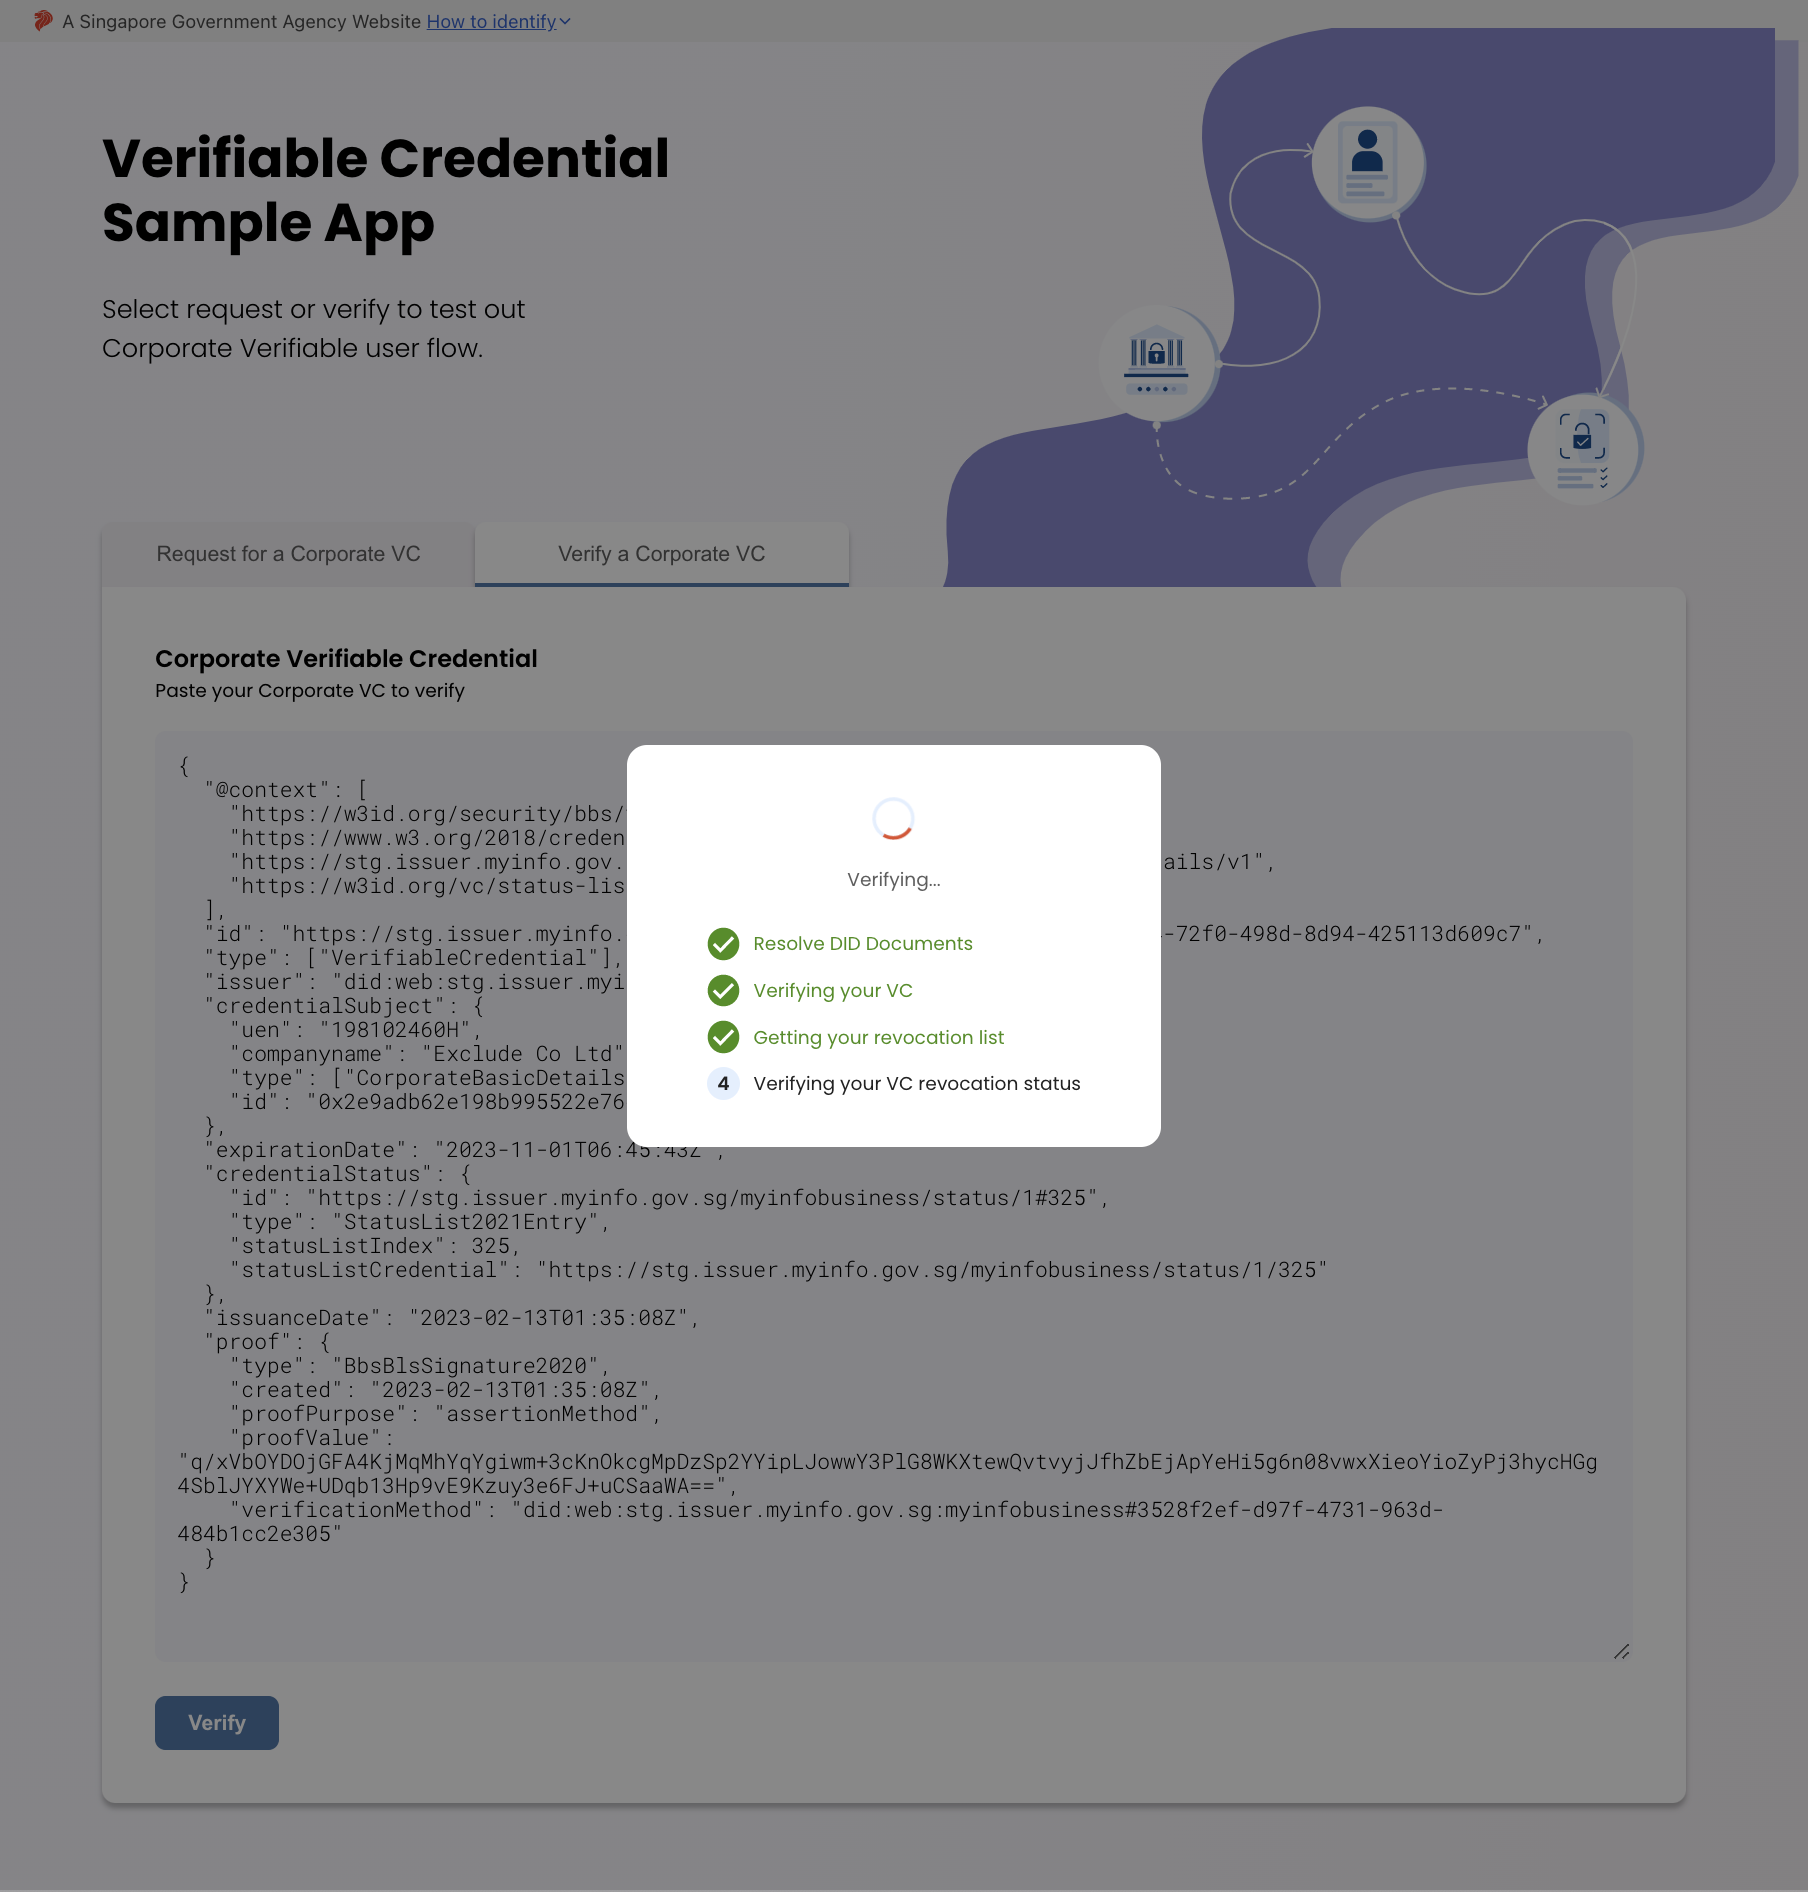 A Singapore Government Agency Website How to identify
Verifiable Credential
Sample App
Select request or verify to test out
Corporate Verifiable user flow.
Request for a Corporate VC
Verify a Corporate VC
Corporate Verifiable Credential
Paste your Corporate VC to verify
{
"@context": [
"https://w3id.org/security/bbs/
"https://www.w3.org/2018/creden
"https://stg.issuer.myinfo.gov. ails/v1",
"https://w3id.org/vc/status-lis
],
"id": "https://stg.issuer.myinfo. -72f0-498d-8d94-425113d609c7",
"type": ["VerifiableCredential"],
"issuer": "did:web:stg.issuer.myi
"credentialSubject": {
"uen": "198102460H",
"companyname": "Exclude Co Ltd"
"type": ["CorporateBasicDetails
"id": "0x2e9adb62e198b995522e76
},
"expirationDate": "2023-11-01T06:45:43Z",
"credentialStatus": {
"id": "https://stg.issuer.myinfo.gov.sg/myinfobusiness/status/1#325",
"type": "StatusList2021Entry",
"statusListIndex": 325,
"statusListCredential": "https://stg.issuer.myinfo.gov.sg/myinfobusiness/status/1/325"
},
"issuanceDate": "2023-02-13T01:35:08Z",
"proof": {
"type": "BbsBlsSignature2020",
"created": "2023-02-13T01:35:08Z",
"proofPurpose": "assertionMethod",
"proofValue":
"q/xVbOYDOjGFA4KjMqMhYqYgiwm+3cKnOkcgMpDzSp2YYipLJowwY3PlG8WKXtewQvtvyjJfhZbEjApYeHi5g6n08vwxXieoYioZyPj3hycHGg
4SblJYXYWe+UDqb13Hp9vE9Kzuy3e6FJ+uCSaaWA==",
"verificationMethod": "did:web:stg.issuer.myinfo.gov.sg:myinfobusiness#3528f2ef-d97f-4731-963d-
484b1cc2e305"
}
}
Verifying...
Resolve DID Documents
Verifying your VC
Getting your revocation list
4 Verifying your VC revocation status
Verify